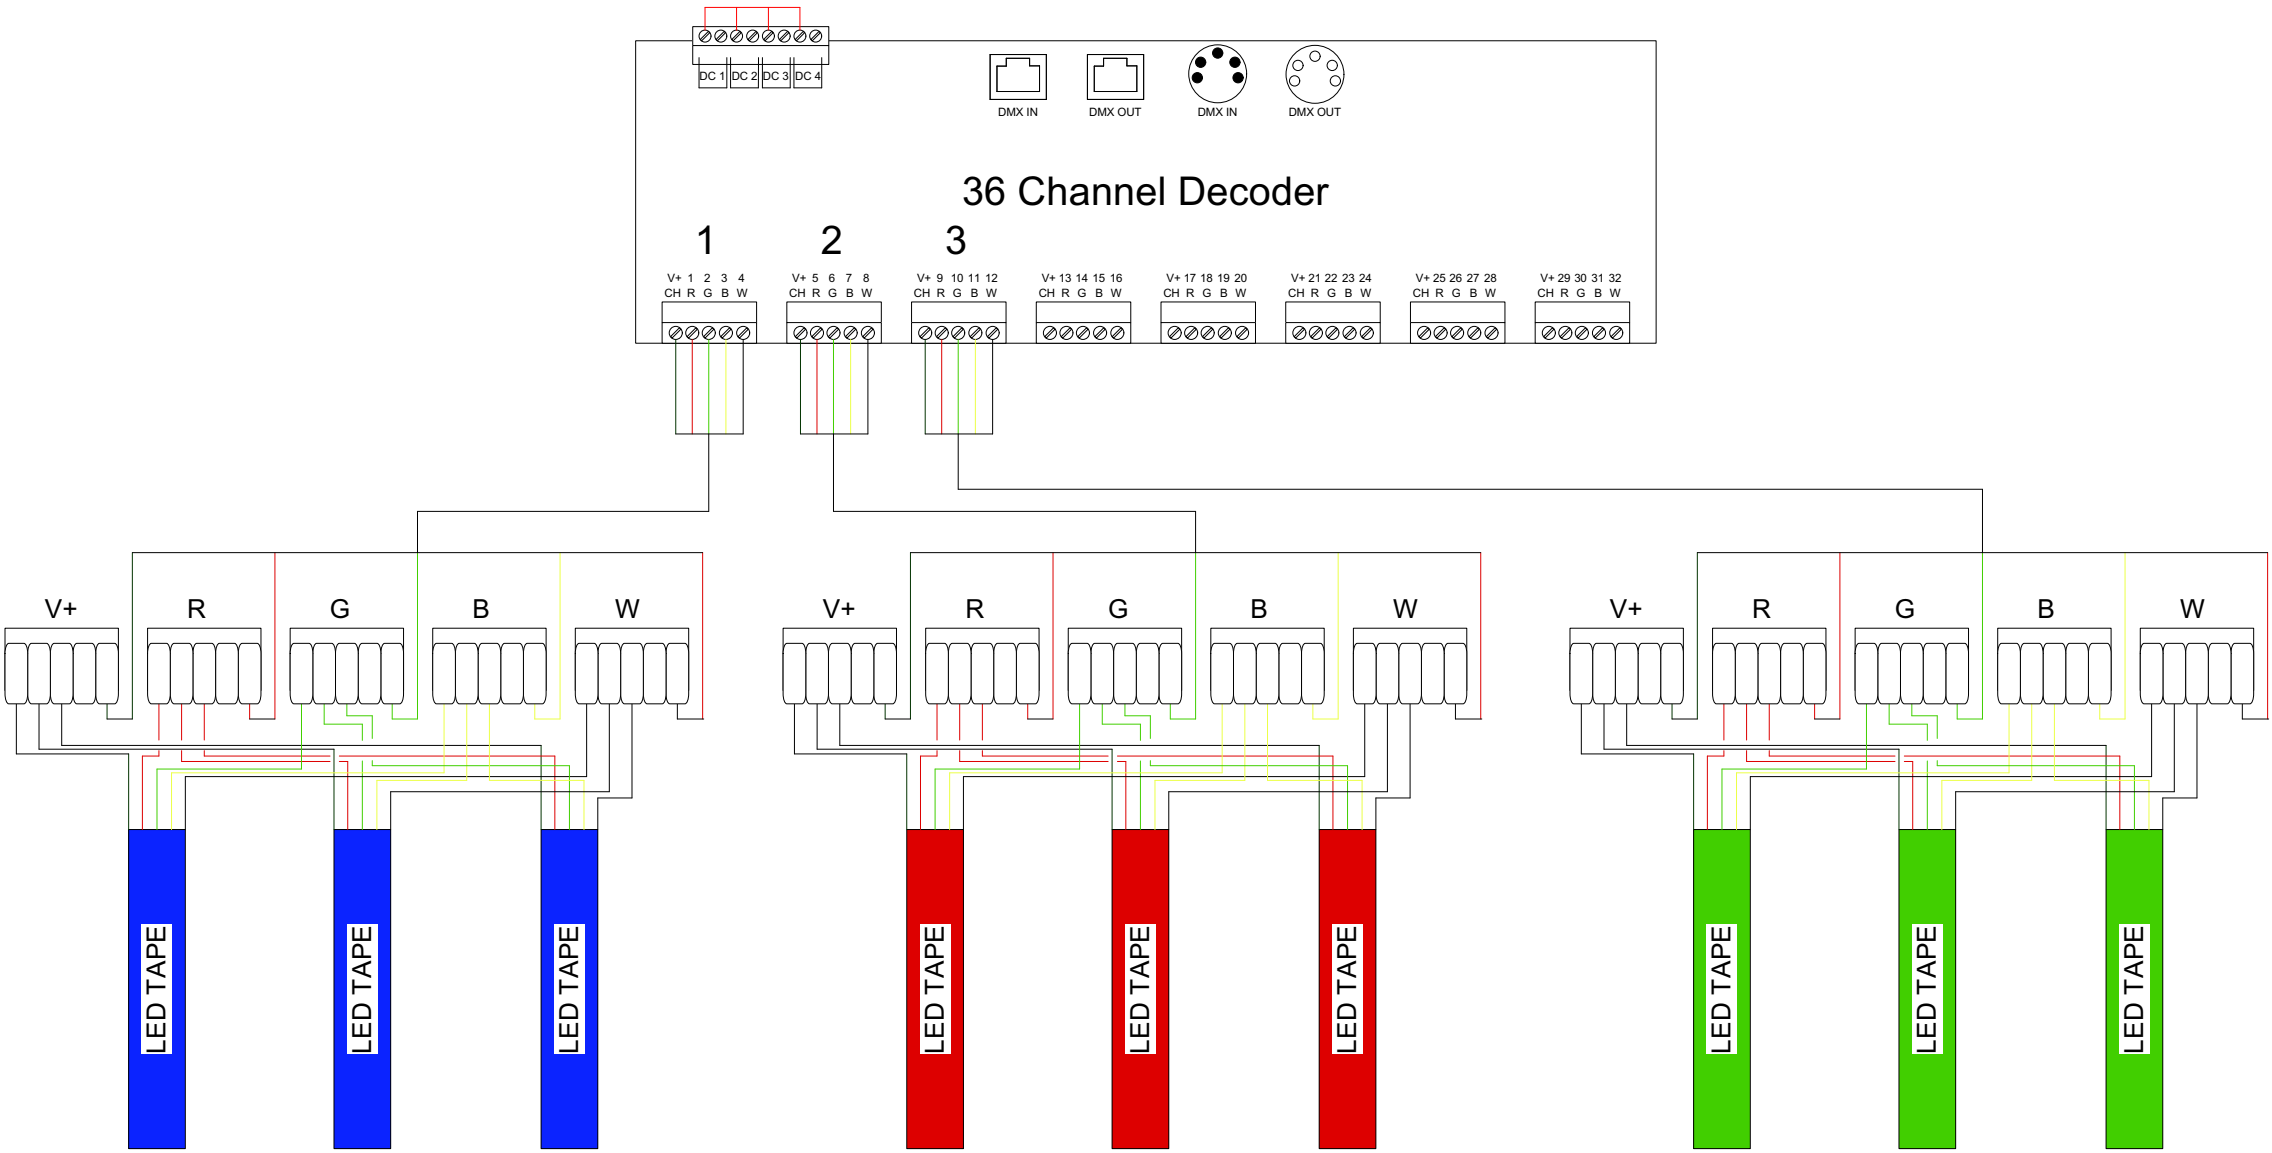 DC 1 DC 2 DC 3 DC 4
DMX IN DMX OUT DMX IN DMX OUT
36 Channel Decoder
1 2 3
V+ 1 2 3 4 V+ 5 6 7 8 V+ 9 10 11 12 V+ 13 14 15 16 V+ 17 18 19 20 V+ 21 22 23 24 V+ 25 26 27 28 V+ 29 30 31 32
CH R G B W CH R G B W CH R G B W CH R G B W CH R G B W CH R G B W CH R G B W CH R G B W
V+ R G B W V+ R G B W V+ R G B W
LED TAPE
LED TAPE
LED TAPE
LED TAPE
LED TAPE
LED TAPE
LED TAPE
LED TAPE
LED TAPE